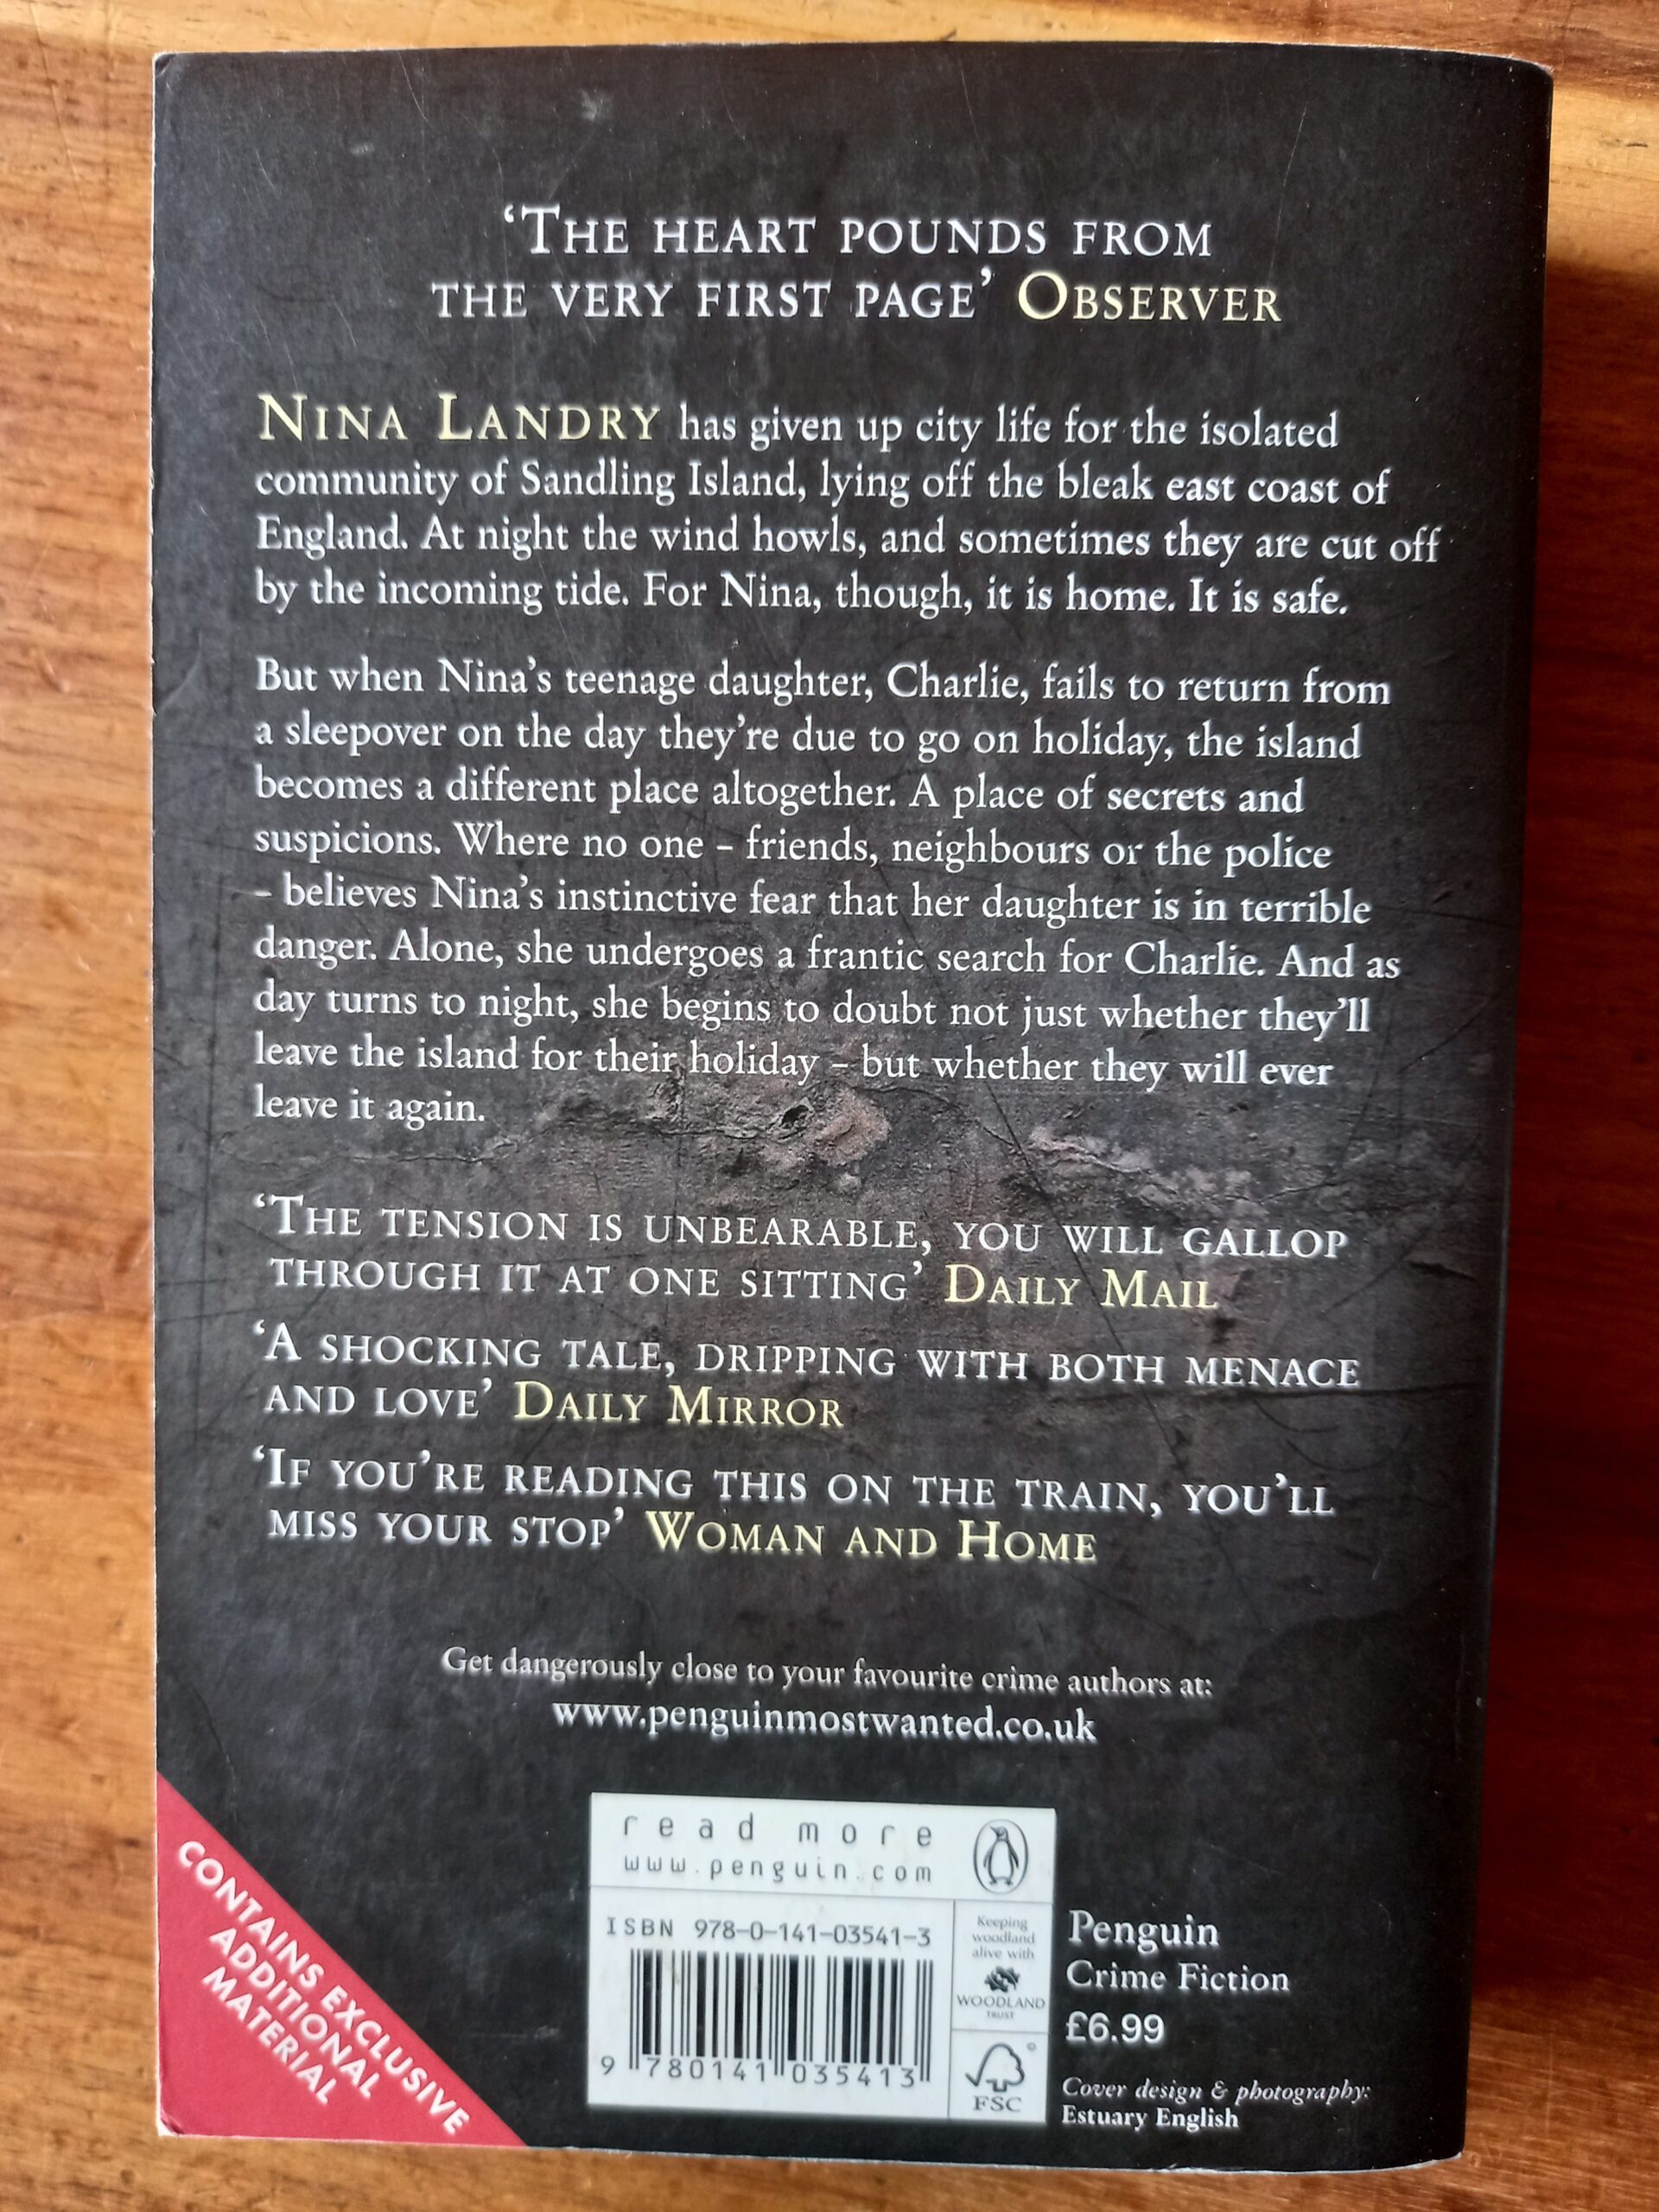 ‘THE HEART POUNDS FROM
THE VERY FIRST PAGE’ OBSERVER
NINA LANDRY has given up city life for the isolated
community of Sandling Island, lying off the bleak east coast of
England. At night the wind howls, and sometimes they are cut off
by the incoming tide. For Nina, though, it is home. It is safe.
But when Nina’s teenage daughter, Charlie, fails to return from
a sleepover on the day they’re due to go on holiday, the island
becomes a different place altogether. A place of secrets and
suspicions. Where no one – friends, neighbours or the police
– believes Nina’s instinctive fear that her daughter is in terrible
danger. Alone, she undergoes a frantic search for Charlie. And as
day turns to night, she begins to doubt not just whether they’ll
leave the island for their holiday – but whether they will ever
leave it again.
‘THE TENSION IS UNBEARABLE, YOU WILL GALLOP
THROUGH IT AT ONE SITTING’ DAILY MAIL
‘A SHOCKING TALE, DRIPPING WITH BOTH MENACE
AND LOVE’ DAILY MIRROR
‘IF YOU’RE READING THIS ON THE TRAIN, YOU’LL
MISS YOUR STOP’ WOMAN AND HOME
Get dangerously close to your favourite crime authors at:
www.penguinmostwanted.co.uk
CONTAINS EXCLUSIVE
ADDITIONAL
MATERIAL
read more
www.penguin.com
ISBN 978-0-141-03541-3
9 780141 035413
Keeping
woodland
alive with
WOODLAND
TRUST
FSC
Penguin
Crime Fiction
£6.99
Cover design & photography:
Estuary English